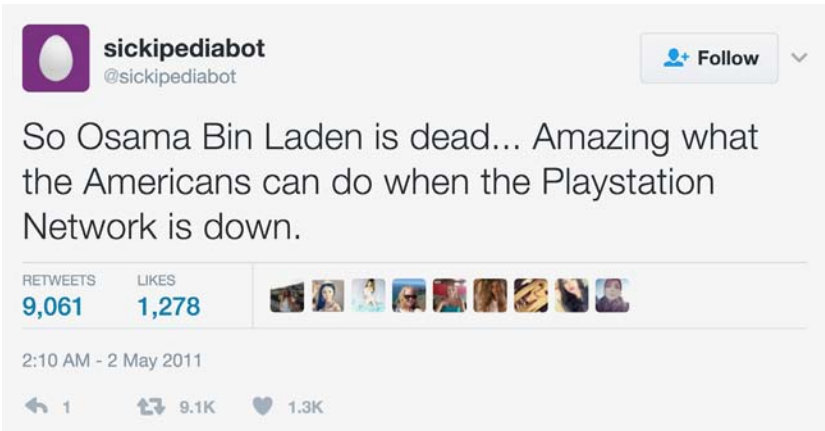 sickipediabot
@sickipediabot
Follow
So Osama Bin Laden is dead... Amazing what
the Americans can do when the Playstation
Network is down.
RETWEETS LIKES
9,061 1,278
2:10 AM - 2 May 2011
1 9.1K 1.3K